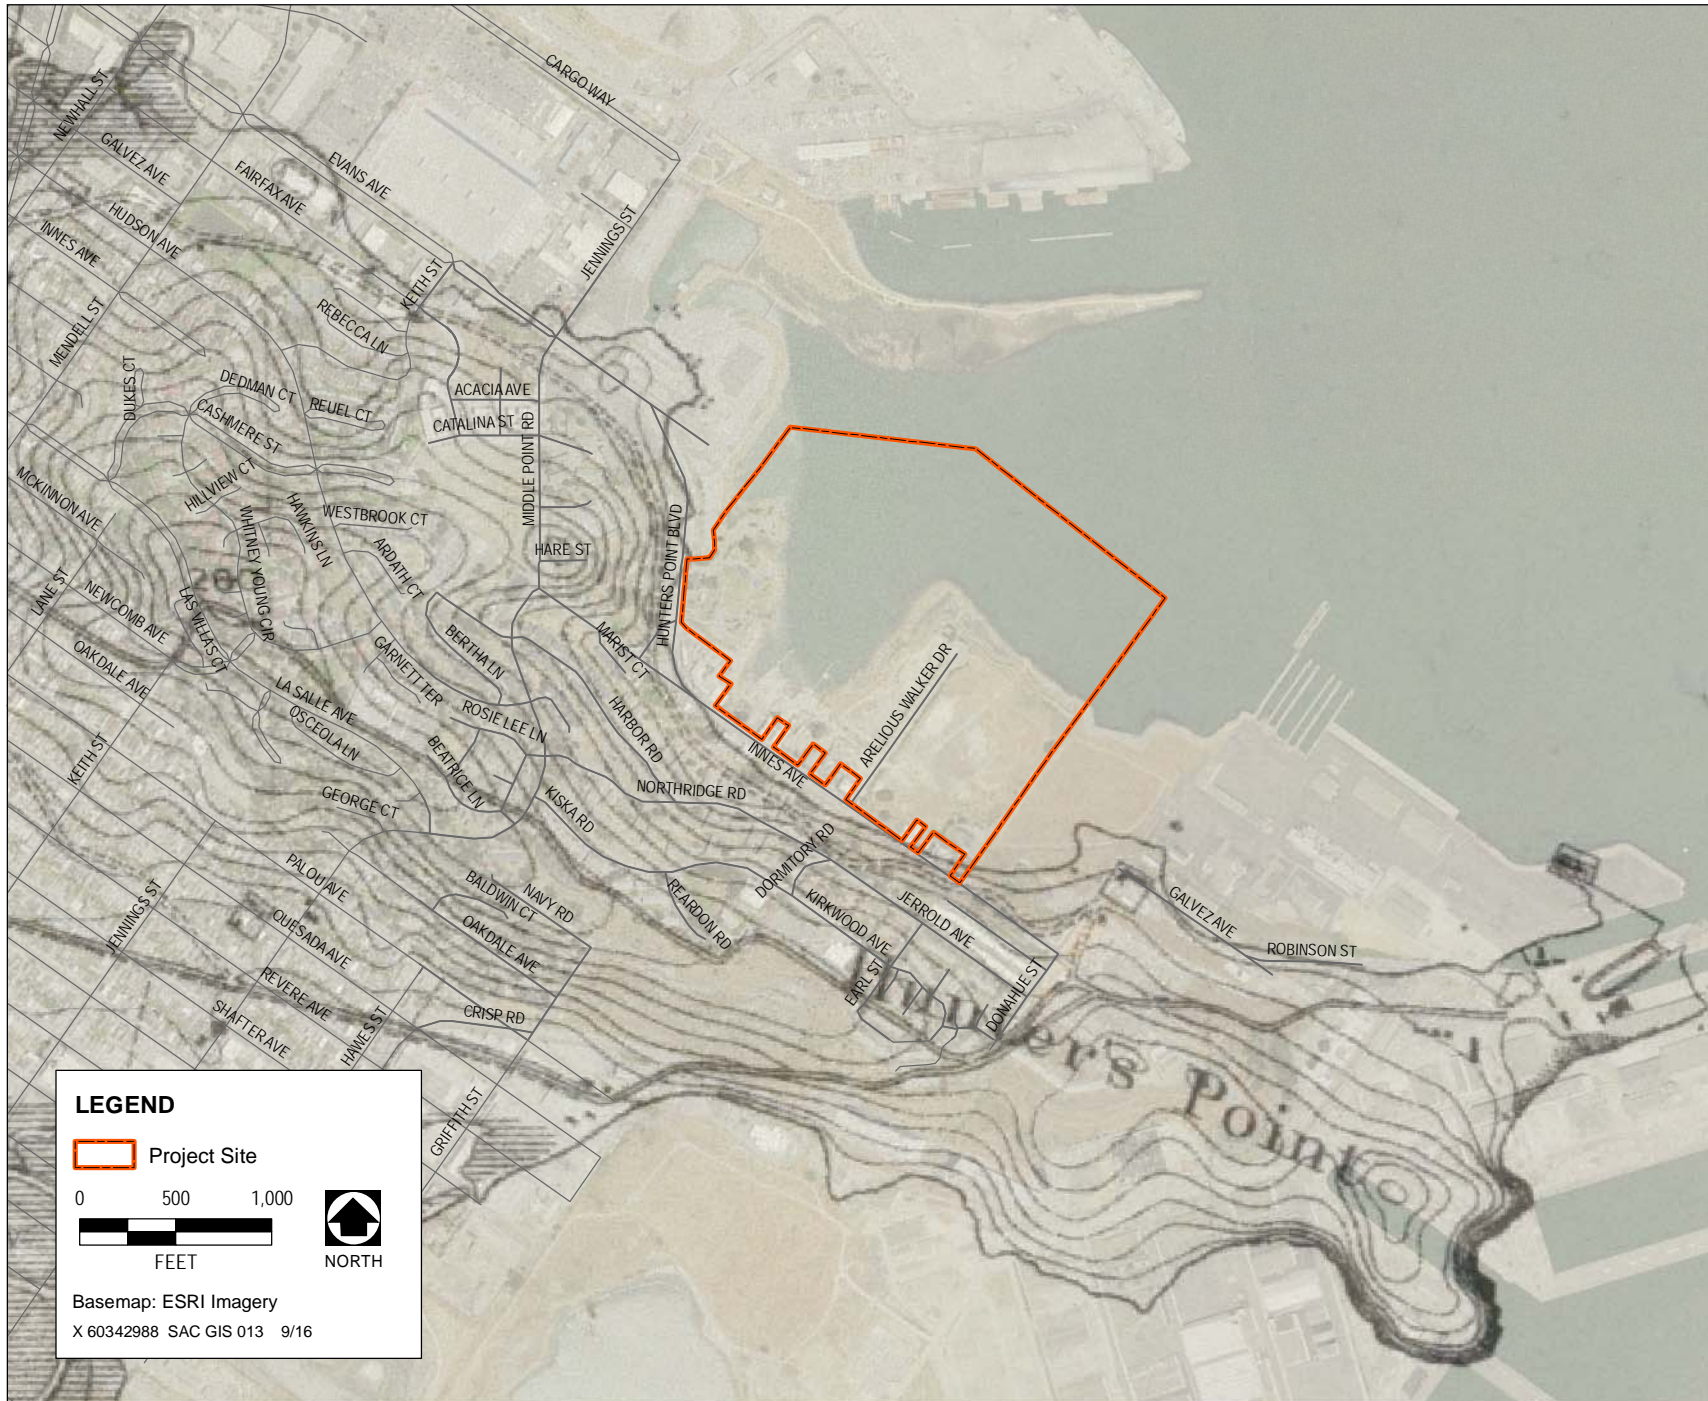 CARGO WAY
NEWHALL ST
GALVEZ AVE
FAIRFAX AVE
EVANS AVE
HUDSON AVE
INNES AVE
JENNINGS ST
KEITH ST
REBECCA LN
MENDELL ST
DUKES CT
DEDMAN CT
REUEL CT
ACACIA AVE
CASHMERE ST
CATALINA ST
MIDDLE POINT RD
MCKINNON AVE
HILLVIEW CT
HAWKINS LN
WESTBROOK CT
WHITNEY YOUNG CIR
ARDATH CT
HARE ST
HUNTERS POINT BLVD
LANE ST
NEWCOMB AVE
LAS VILLAS CT
OAKDALE AVE
BERTHA LN
MARIST CT
GARNETT TER
LA SALLE AVE
OSCEOLA LN
ROSIE LEE LN
HARBOR RD
ARELIOUS WALKER DR
KEITH ST
BEATRICE LN
INNES AVE
NORTHRIDGE RD
GEORGE CT
KISKA RD
DORMITORY RD
PALOU AVE
BALDWIN CT
NAVY RD
REARDON RD
KIRKWOOD AVE
JERROLD AVE
GALVEZ AVE
ROBINSON ST
JENNINGS ST
QUESADA AVE
OAKDALE AVE
EARL ST
DONAHUE ST
REVERE AVE
SHAFTER AVE
HAWES ST
CRISP RD
GRIFFITH ST
Hunter's Point
LEGEND
Project Site
0 500 1,000
FEET
NORTH
Basemap: ESRI Imagery
X 60342988 SAC GIS 013 9/16